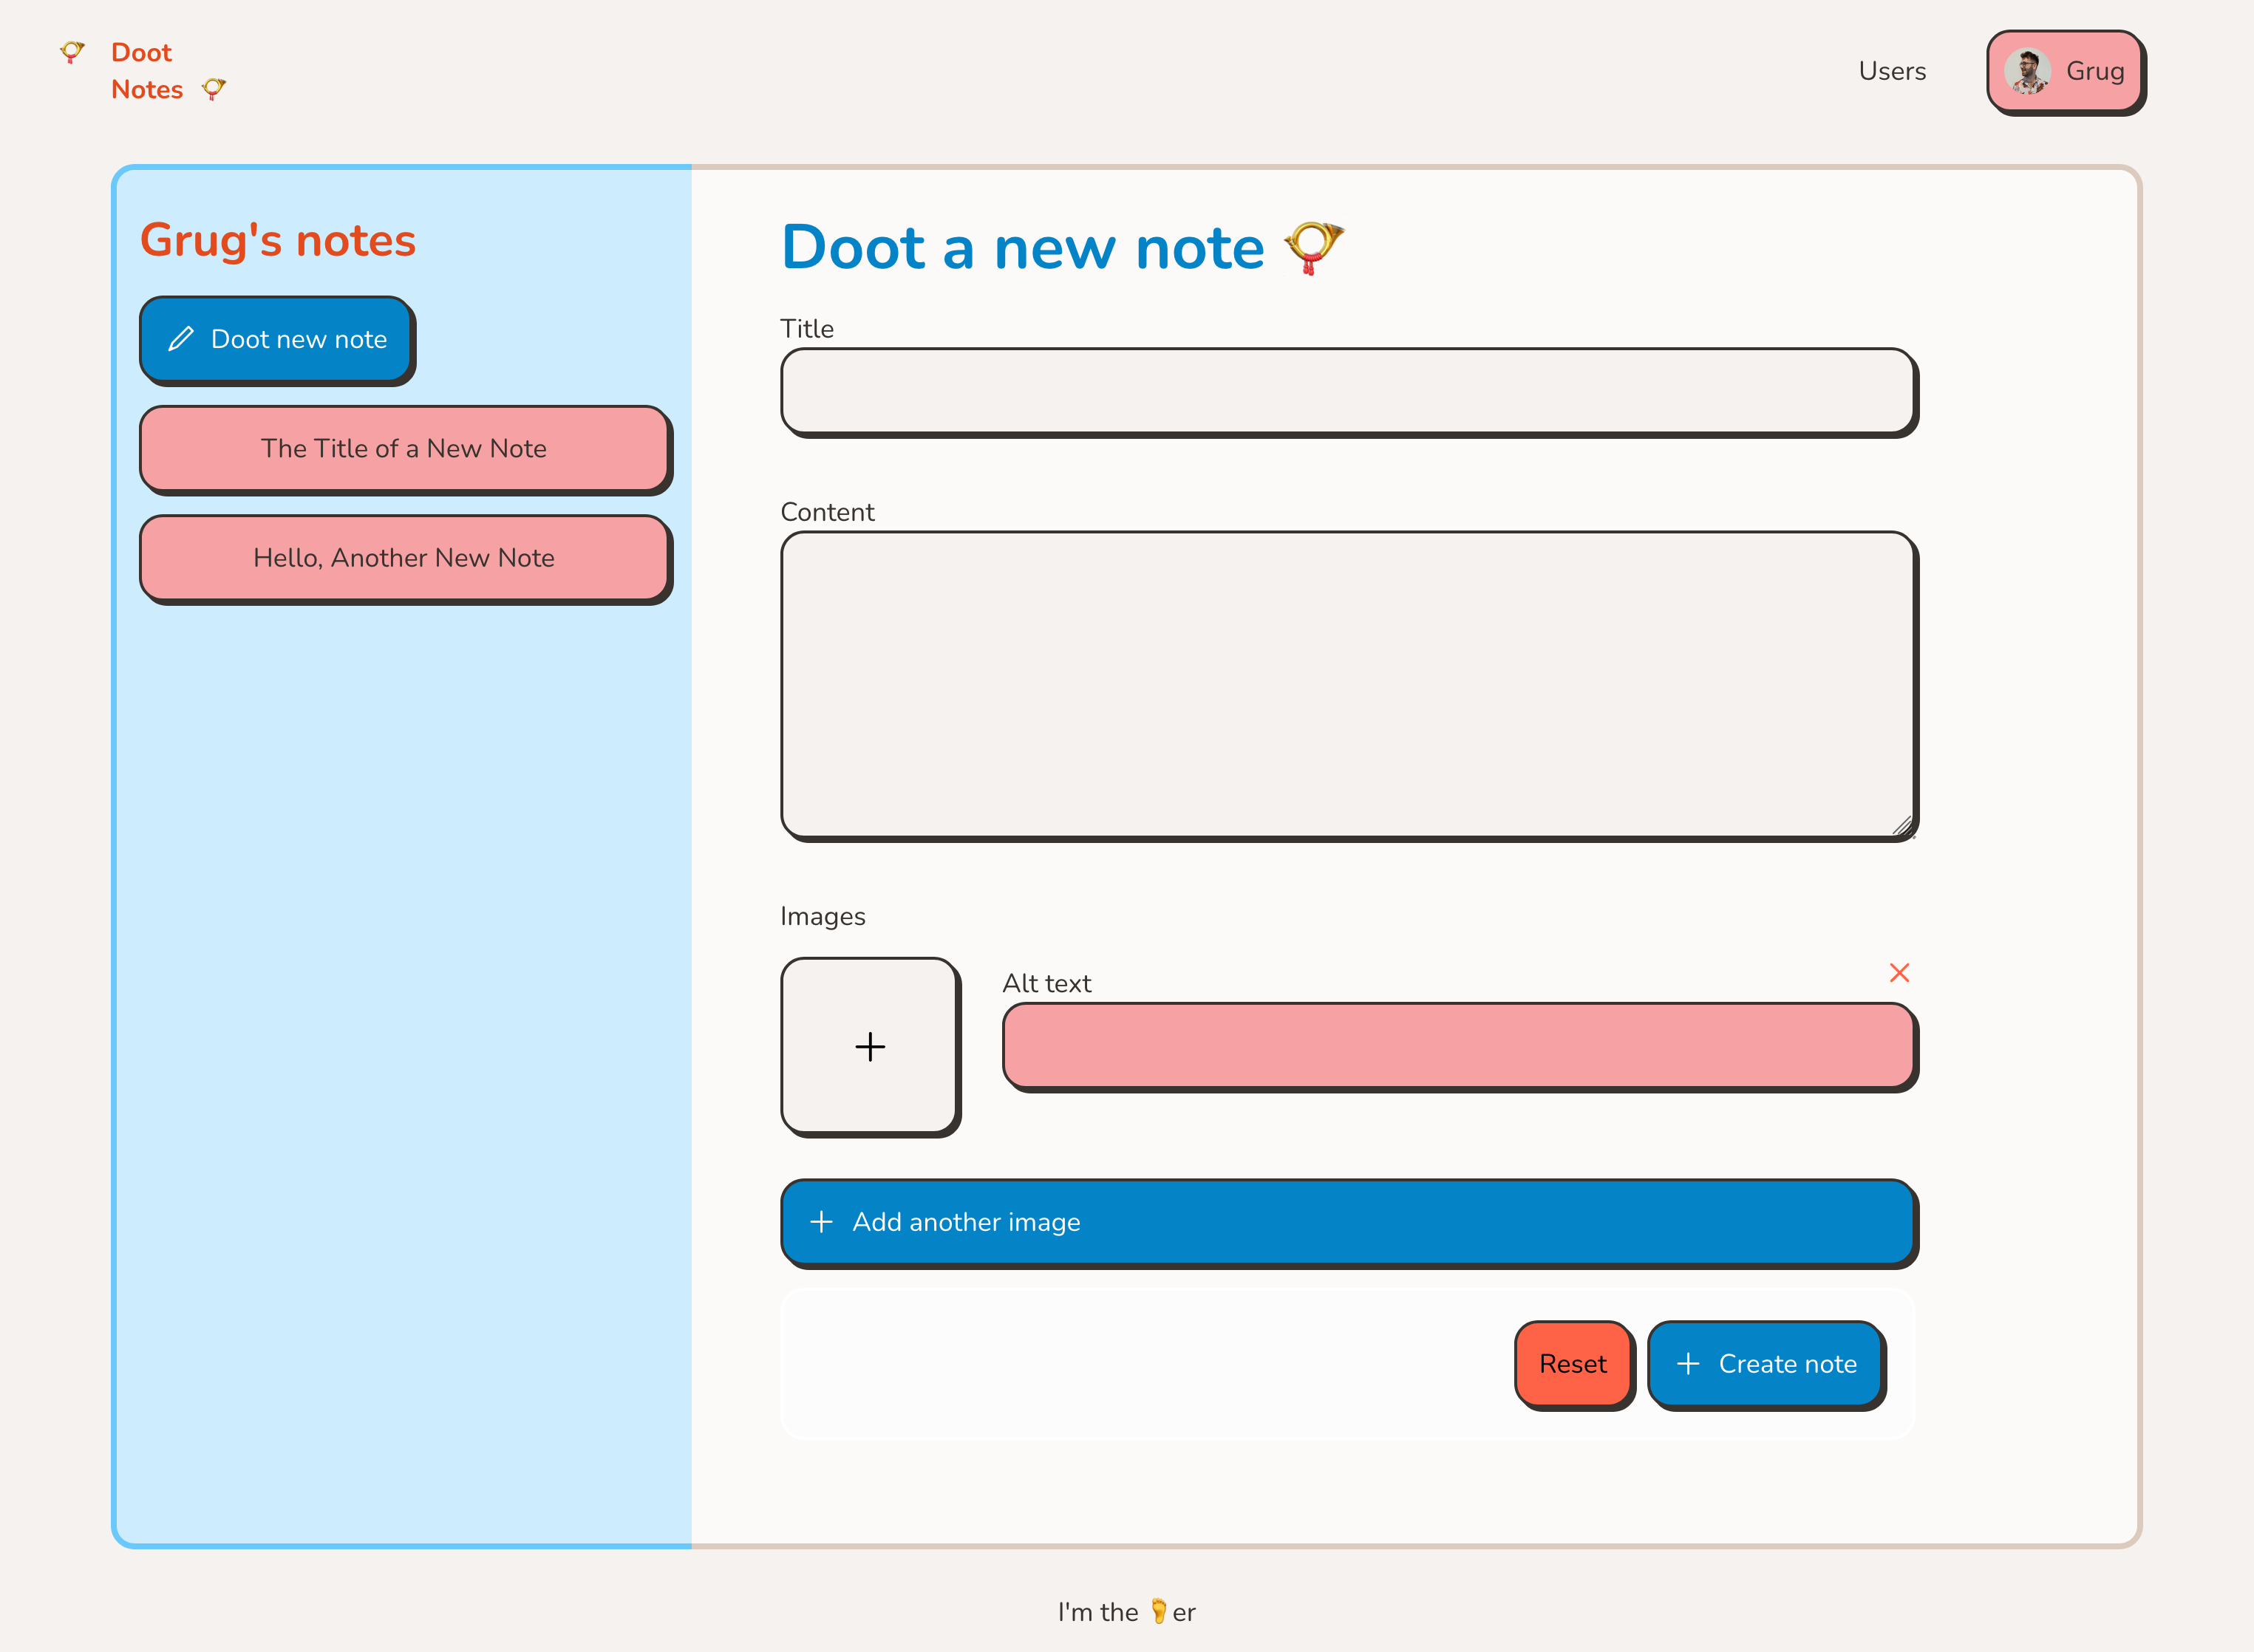 📯 Doot
Notes 📯
Users
Grug
Grug's notes
Doot new note
The Title of a New Note
Hello, Another New Note
Doot a new note 📯
Title
Content
Images
Alt text
Add another image
Reset
Create note
I'm the 🦶er